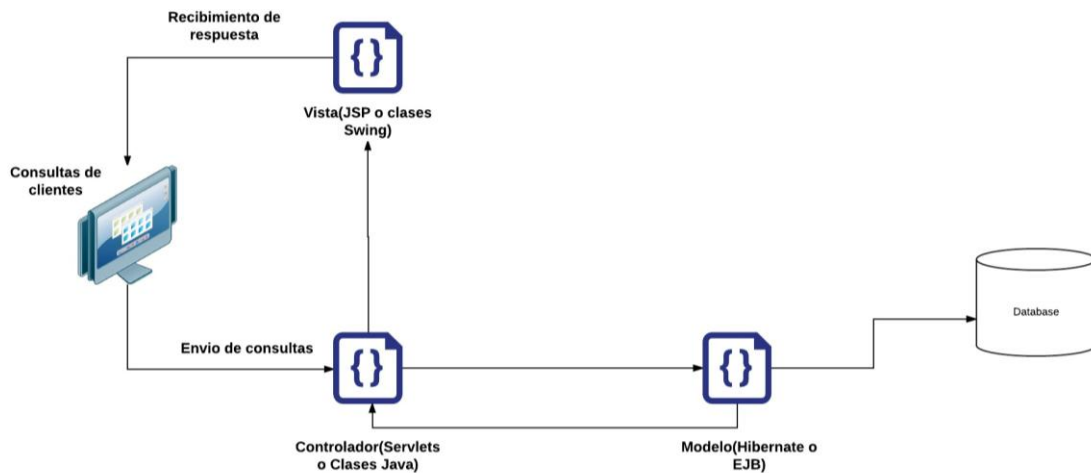 Recibimiento de
respuesta
{}
Vista(JSP o clases
Swing)
Consultas de
clientes
Database
Envio de consultas
{}
{}
Controlador(Servlets
o Clases Java)
Modelo(Hibernate o
EJB)